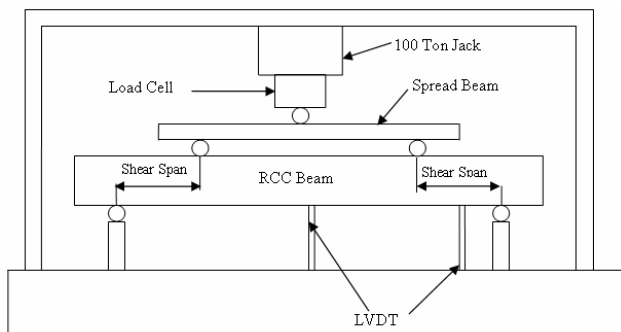 100 Ton Jack
Load Cell
Spread Beam
Shear Span
RCC Beam
Shear Span
LVDT